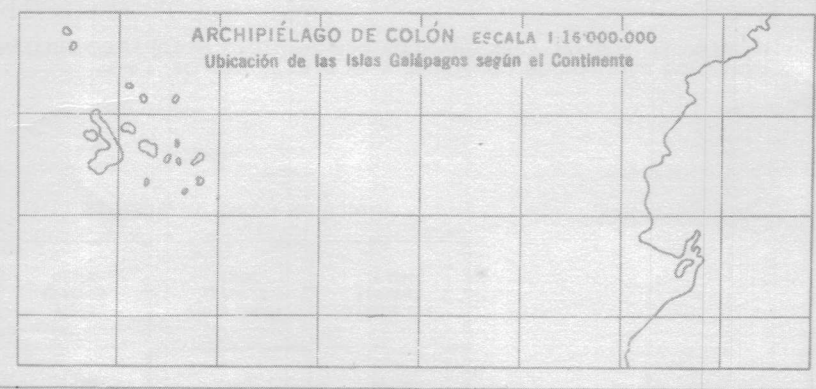 ARCHIPIÉLAGO DE COLÓN ESCALA 1:16'000.000
Ubicación de las Islas Galápagos según el Continente